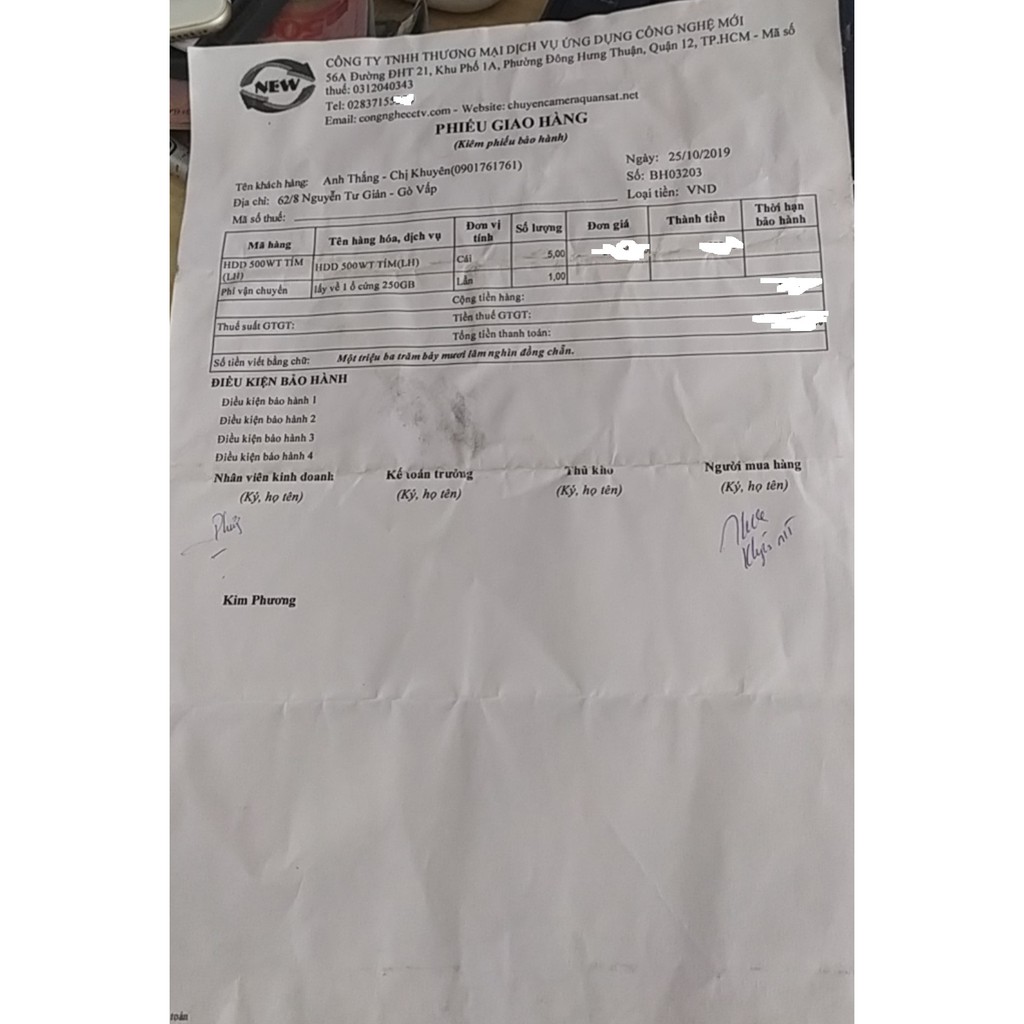 NEW
CÔNG TY TNHH THƯƠNG MẠI DỊCH VỤ ỨNG DỤNG CÔNG NGHỆ MỚI
56A Đường ĐHT 21, Khu Phố 1A, Phường Đông Hưng Thuận, Quận 12, TP.HCM - Mã số
thuế: 0312040343
Tel: 02837155
Email: congnghecctv.com - Website: chuyencameraquansat.net
PHIẾU GIAO HÀNG
(Kiêm phiếu bảo hành)
Ngày: 25/10/2019
Số: BH03203
Loại tiền: VND
Tên khách hàng: Anh Thắng - Chị Khuyên(0901761761)
Địa chỉ: 62/8 Nguyễn Tư Giản - Gò Vấp
Mã số thuế:
Mã hàng Tên hàng hóa, dịch vụ Đơn vị tính Số lượng Đơn giá Thành tiền Thời hạn bảo hành
HDD 500WT TÍM (LH) HDD 500WT TÍM(LH) Cái 5,00
Phí vận chuyển lấy về 1 ổ cứng 250GB Lần 1,00
Cộng tiền hàng:
Thuế suất GTGT: Tiền thuế GTGT:
Tổng tiền thanh toán:
Số tiền viết bằng chữ: Một triệu ba trăm bảy mươi lăm nghìn đồng chẵn.
ĐIỀU KIỆN BẢO HÀNH
Điều kiện bảo hành 1
Điều kiện bảo hành 2
Điều kiện bảo hành 3
Điều kiện bảo hành 4
Nhân viên kinh doanh Kế toán trưởng Thủ kho Người mua hàng
(Ký, họ tên) (Ký, họ tên) (Ký, họ tên) (Ký, họ tên)
Kim Phương
toán